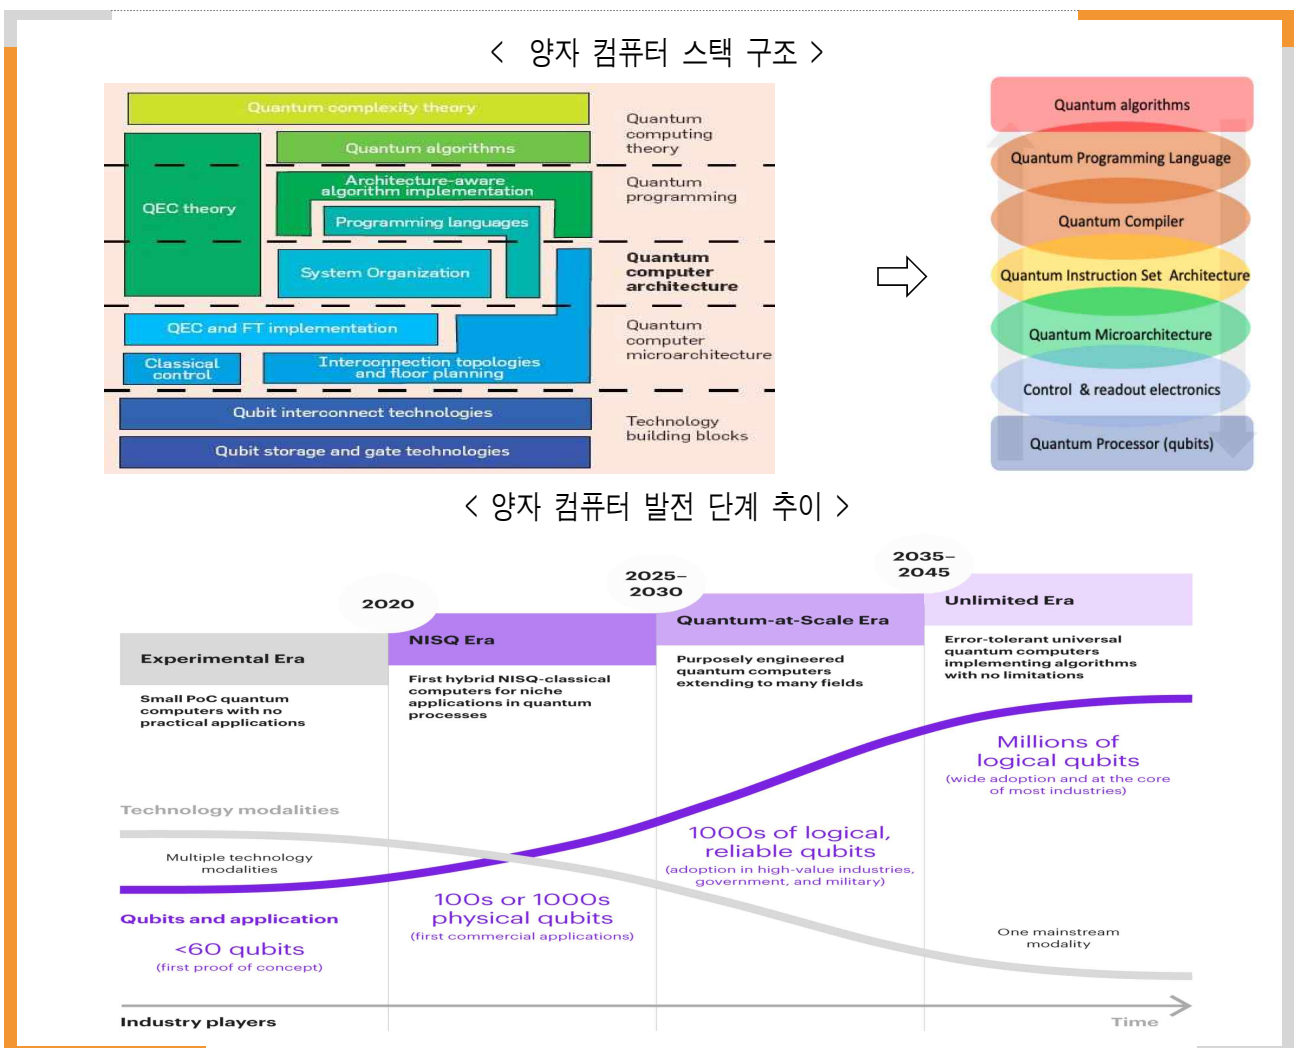 < 양자 컴퓨터 스택 구조 >
Quantum complexity theory
Quantum algorithms
Quantum
computing
theory
QEC theory
Architecture-aware
algorithm implementation
Programming languages
Quantum
programming
System Organization
Quantum
computer
architecture
QEC and FT implementation
Classical
control
Interconnection topologies
and floor planning
Quantum
computer
microarchitecture
Qubit interconnect technologies
Qubit storage and gate technologies
Technology
building blocks
Quantum algorithms
Quantum Programming Language
Quantum Compiler
Quantum Instruction Set Architecture
Quantum Microarchitecture
Control & readout electronics
Quantum Processor (qubits)
< 양자 컴퓨터 발전 단계 추이 >
2020
2025–
2030
2035–
2045
Experimental Era
Small PoC quantum
computers with no
practical applications
NISQ Era
First hybrid NISQ-classical
computers for niche
applications in quantum
processes
Quantum-at-Scale Era
Purposely engineered
quantum computers
extending to many fields
Unlimited Era
Error-tolerant universal
quantum computers
implementing algorithms
with no limitations
Technology modalities
Multiple technology
modalities
Qubits and application
<60 qubits
(first proof of concept)
100s or 1000s
physical qubits
(first commercial applications)
1000s of logical,
reliable qubits
(adoption in high-value industries,
government, and military)
Millions of
logical qubits
(wide adoption and at the core
of most industries)
One mainstream
modality
Industry players
Time